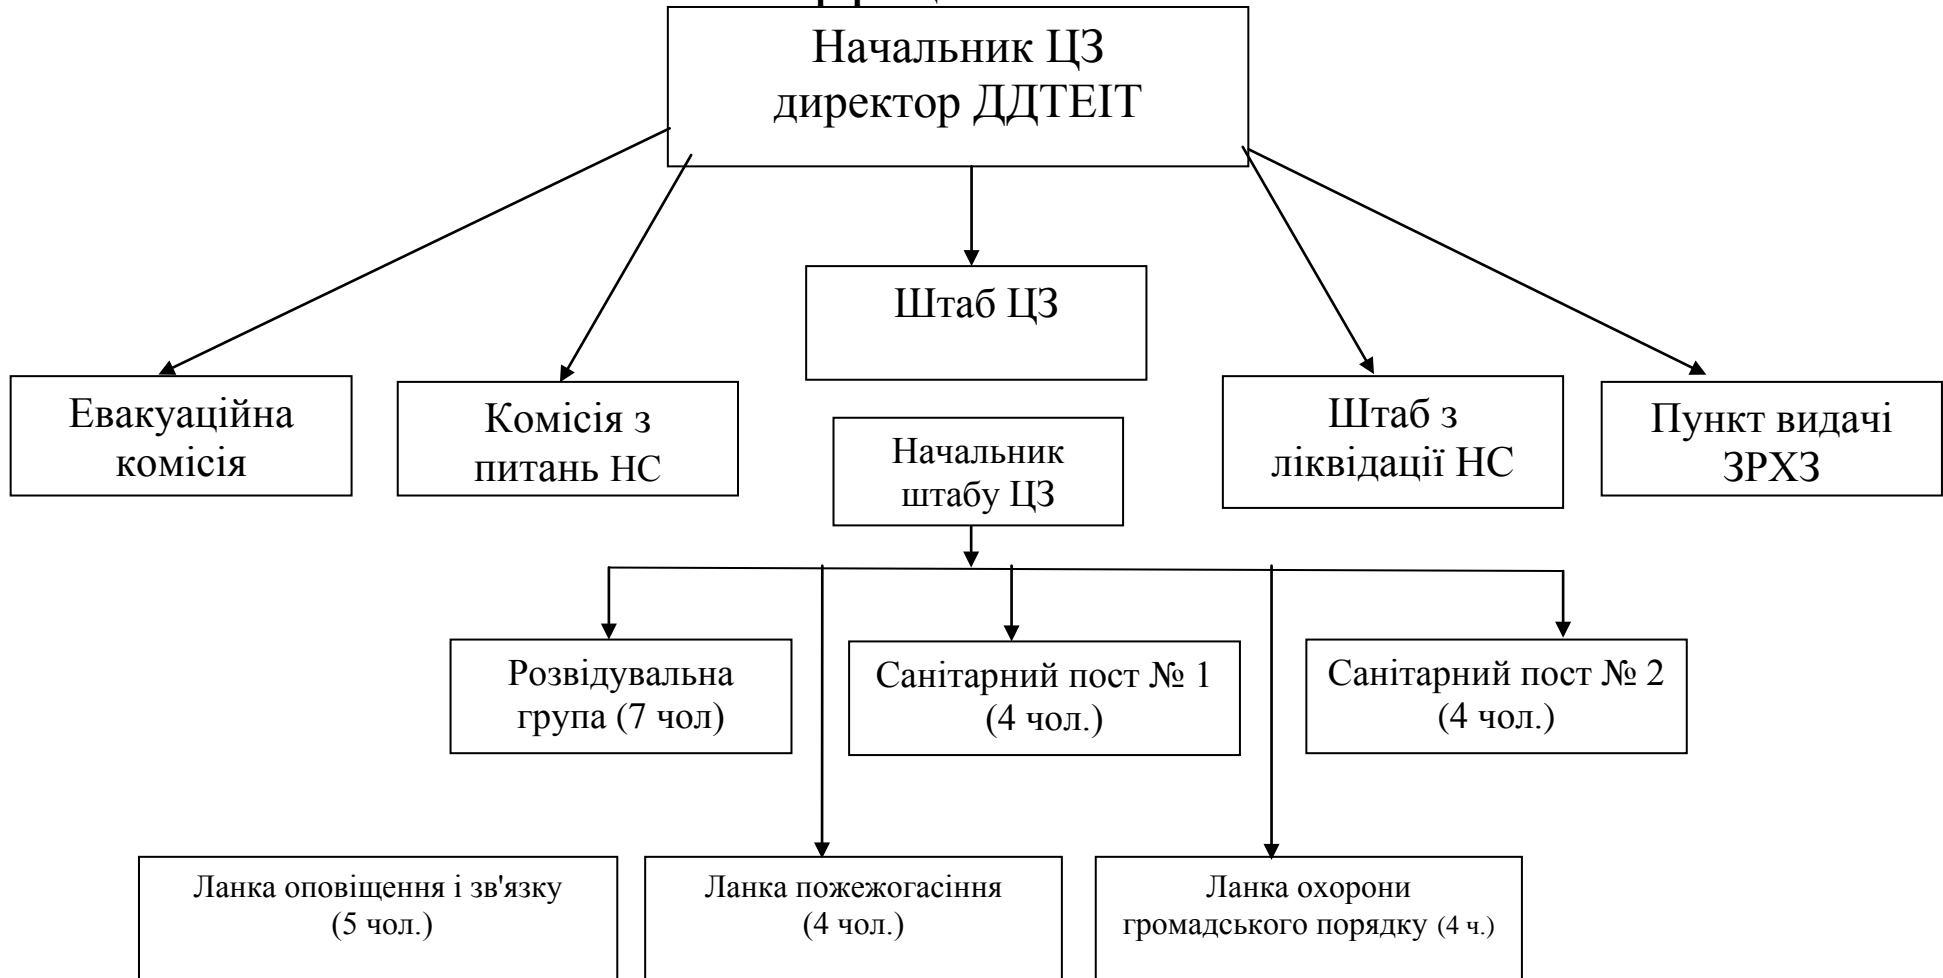 Начальник ЦЗ
директор ДДТЕІТ
Штаб ЦЗ
Евакуаційна
комісія
Комісія з
питань НС
Начальник
штабу ЦЗ
Штаб з
ліквідації НС
Пункт видачі
ЗРХЗ
Розвідувальна
група (7 чол)
Санітарний пост № 1
(4 чол.)
Санітарний пост № 2
(4 чол.)
Ланка оповіщення і зв'язку
(5 чол.)
Ланка пожежогасіння
(4 чол.)
Ланка охорони
громадського порядку (4 ч.)